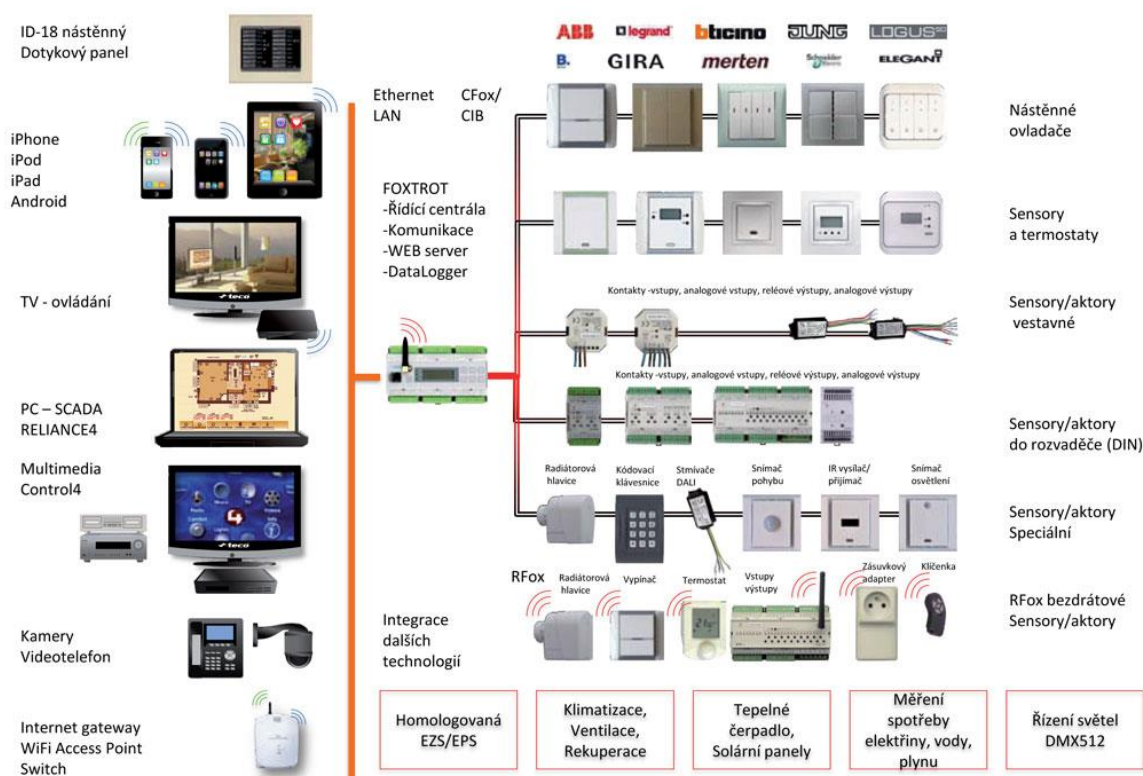 ID-18 nástěnný
Dotykový panel
iPhone
iPod
iPad
Android
TV - ovládání
teco
PC – SCADA
RELIANCE4
Multimedia
Control4
teco
Kamery
Videotelefon
Internet gateway
WiFi Access Point
Switch
Ethernet
LAN
CFox/
CIB
FOXTROT
-Řídící centrála
-Komunikace
-WEB server
-DataLogger
ABB legrand bticino JUNG LOGUS90
B. GIRA merten Schneider Electric ELEGANT
Nástěnné
ovladače
Sensory
a termostaty
Kontakty -vstupy, analogové vstupy, reléové výstupy, analogové výstupy
Sensory/aktory
vestavné
Kontakty -vstupy, analogové vstupy, reléové výstupy, analogové výstupy
Sensory/aktory
do rozvaděče (DIN)
Radiátorová
hlavice
Kódovací
klávesnice
Stmívače
DALI
Snímač
pohybu
IR vysílač/
přijímač
Snímač
osvětlení
Sensory/aktory
Speciální
RFox
Radiátorová
hlavice
Vypínač
Termostat
Vstupy
výstupy
Zásuvkový
adapter
Klíčenka
RFox bezdrátové
Sensory/aktory
Integrace
dalších
technologií
Homologovaná
EZS/EPS
Klimatizace,
Ventilace,
Rekuperace
Tepelné
čerpadlo,
Solární panely
Měření
spotřeby
elektřiny, vody,
plynu
Řízení světel
DMX512